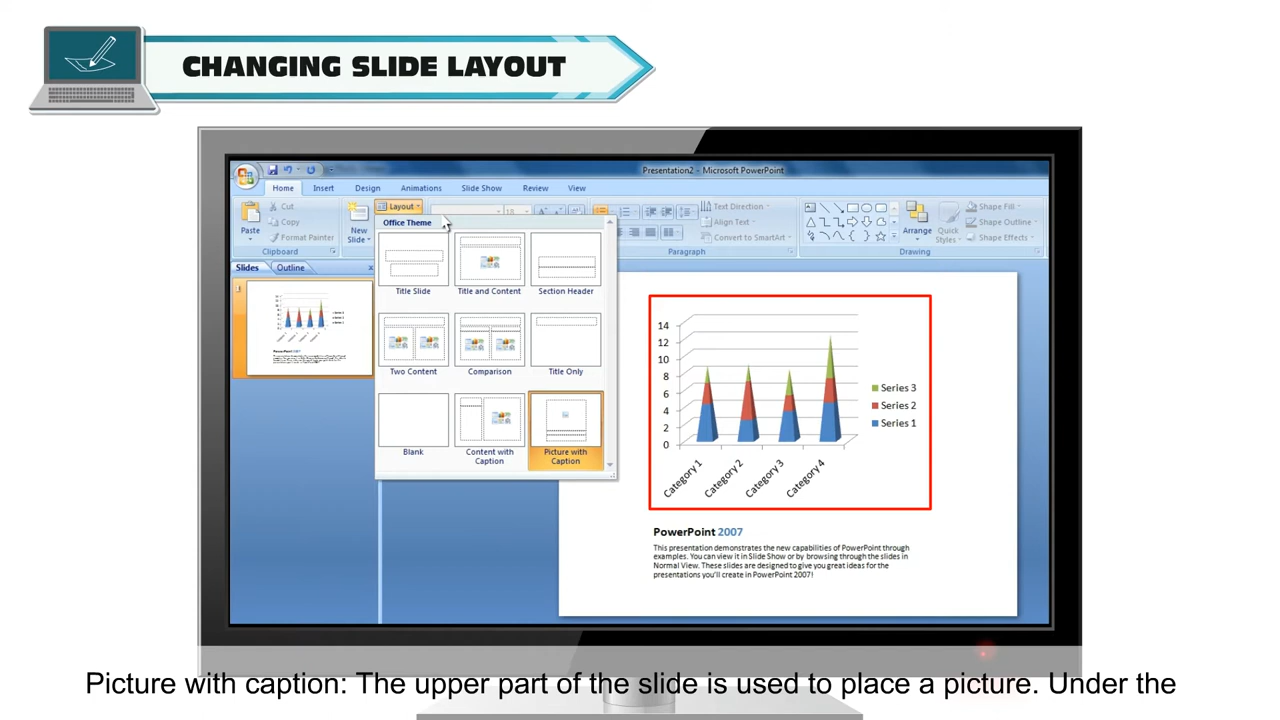 CHANGING SLIDE LAYOUT
Presentation2 - Microsoft PowerPoint
Home Insert Design Animations Slide Show Review View
Paste
Cut
Copy
Format Painter
Clipboard
New
Slide
Layout
18
Text Direction
Align Text
Convert to SmartArt
Paragraph
Arrange
Quick
Styles
Shape Fill
Shape Outline
Shape Effects
Drawing
Slides Outline
1
Office Theme
Title Slide
Title and Content
Section Header
Two Content
Comparison
Title Only
Blank
Content with
Caption
Picture with
Caption
14
12
10
8
6
4
2
0
Category 1
Category 2
Category 3
Category 4
Series 3
Series 2
Series 1
PowerPoint 2007
This presentation demonstrates the new capabilities of PowerPoint through
examples. You can view it in Slide Show or by browsing through the slides in
Normal View. These slides are designed to give you great ideas for the
presentations you'll create in PowerPoint 2007!
Picture with caption: The upper part of the slide is used to place a picture. Under the